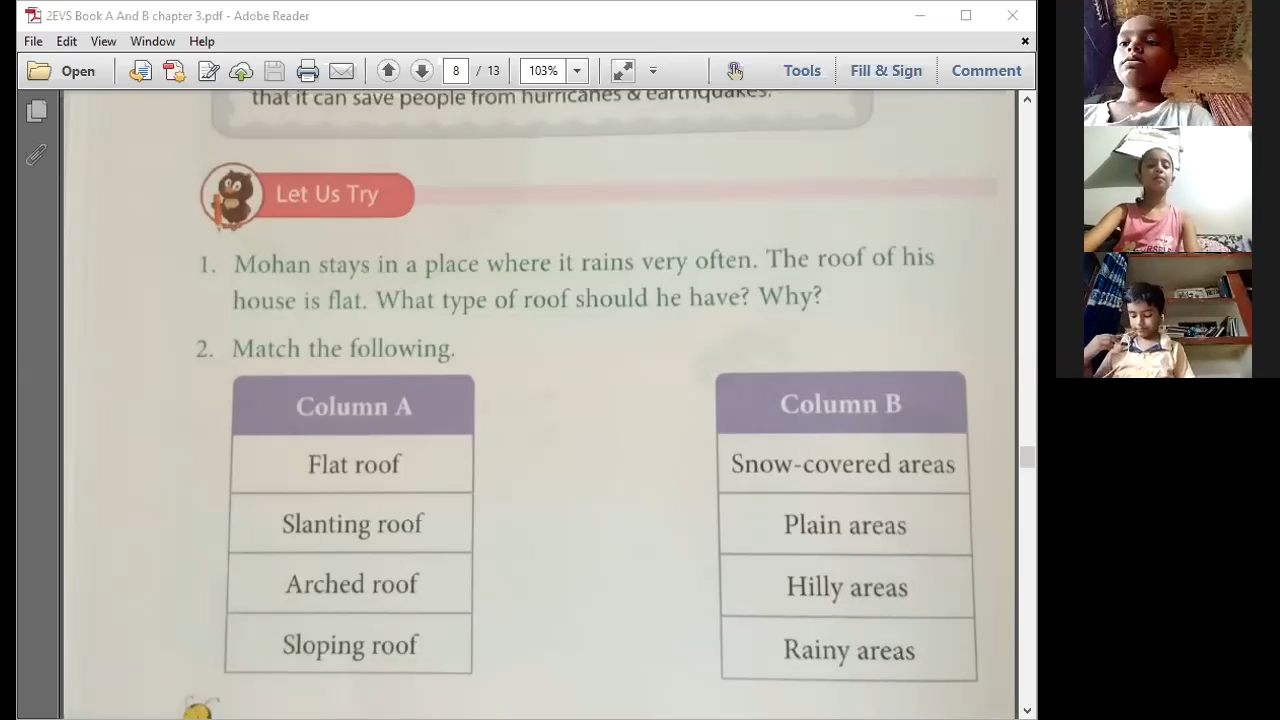 2EVS Book A And B chapter 3.pdf - Adobe Reader
File Edit View Window Help
Open 8 / 13 103% Tools Fill & Sign Comment
that it can save people from hurricanes & earthquakes.
Let Us Try
1. Mohan stays in a place where it rains very often. The roof of his
house is flat. What type of roof should he have? Why?
2. Match the following.
Column A Column B
Flat roof Snow-covered areas
Slanting roof Plain areas
Arched roof Hilly areas
Sloping roof Rainy areas